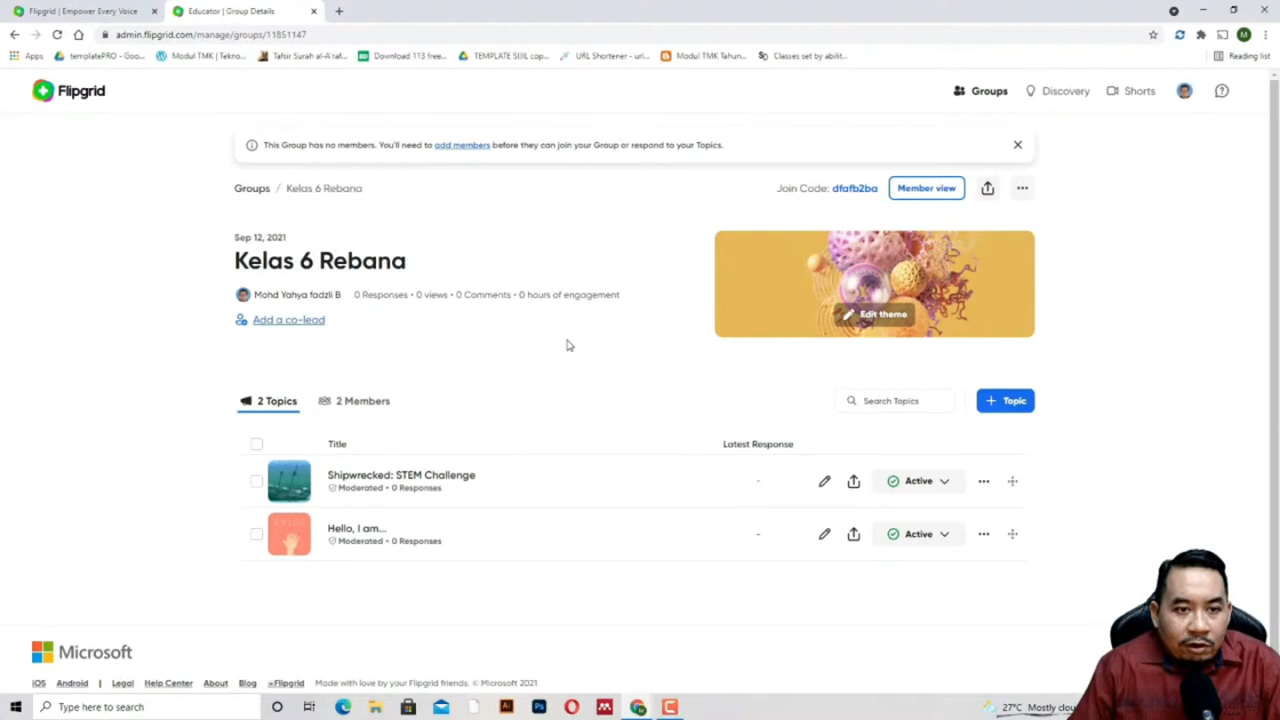 Flipgrid | Empower Every Voice
Educator | Group Details
admin.flipgrid.com/manage/groups/11851147
Apps
templatePRO - Goo...
Modul TMK | Tekno...
Tafsir Surah al-A'raf...
Download 113 free...
TEMPLATE SIJIL cop...
URL Shortener - url...
Modul TMK Tahun...
Classes set by abilit...
Reading list
Flipgrid
Groups
Discovery
Shorts
This Group has no members. You'll need to add members before they can join your Group or respond to your Topics.
Groups / Kelas 6 Rebana
Join Code: dfafb2ba
Member view
Sep 12, 2021
Kelas 6 Rebana
Mohd Yahya fadzli B 0 Responses • 0 views • 0 Comments • 0 hours of engagement
Add a co-lead
Edit theme
2 Topics
2 Members
Search Topics
+ Topic
Title
Latest Response
Shipwrecked: STEM Challenge
Moderated • 0 Responses
-
Active
Hello, I am...
Moderated • 0 Responses
-
Active
Microsoft
iOS Android | Legal Help Center About Blog #Flipgrid Made with love by your Flipgrid friends. © Microsoft 2021
Type here to search
27°C Mostly clou